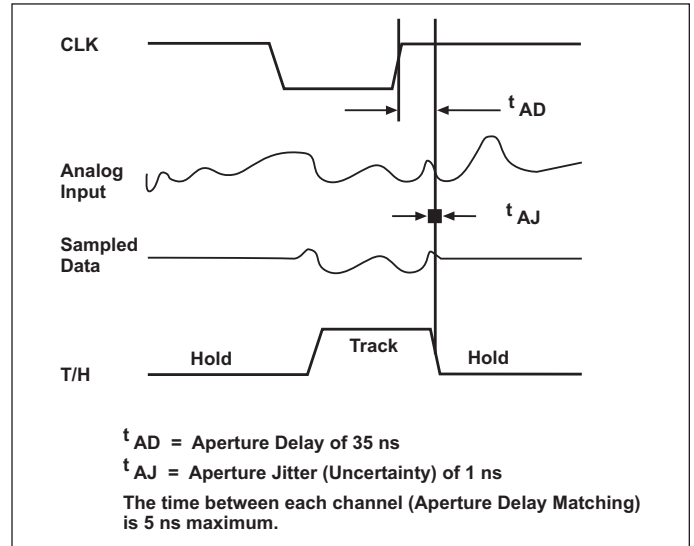 CLK
t AD
Analog
Input
t AJ
Sampled
Data
Track
Hold
Hold
T/H
t AD = Aperture Delay of 35 ns
t AJ = Aperture Jitter (Uncertainty) of 1 ns
The time between each channel (Aperture Delay Matching)
is 5 ns maximum.